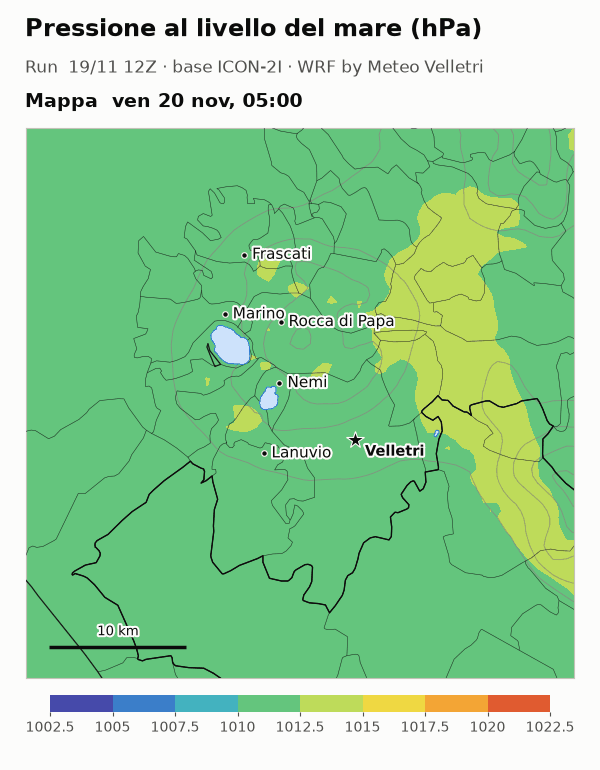 Pressione al livello del mare (hPa)
Run  19/11 12Z · base ICON-2I · WRF by Meteo Velletri
Mappa  ven 20 nov, 05:00
Frascati
Marino
Rocca di Papa
Nemi
Velletri
Lanuvio
10 km
1002.5 1005 1007.5 1010 1012.5 1015 1017.5 1020 1022.5